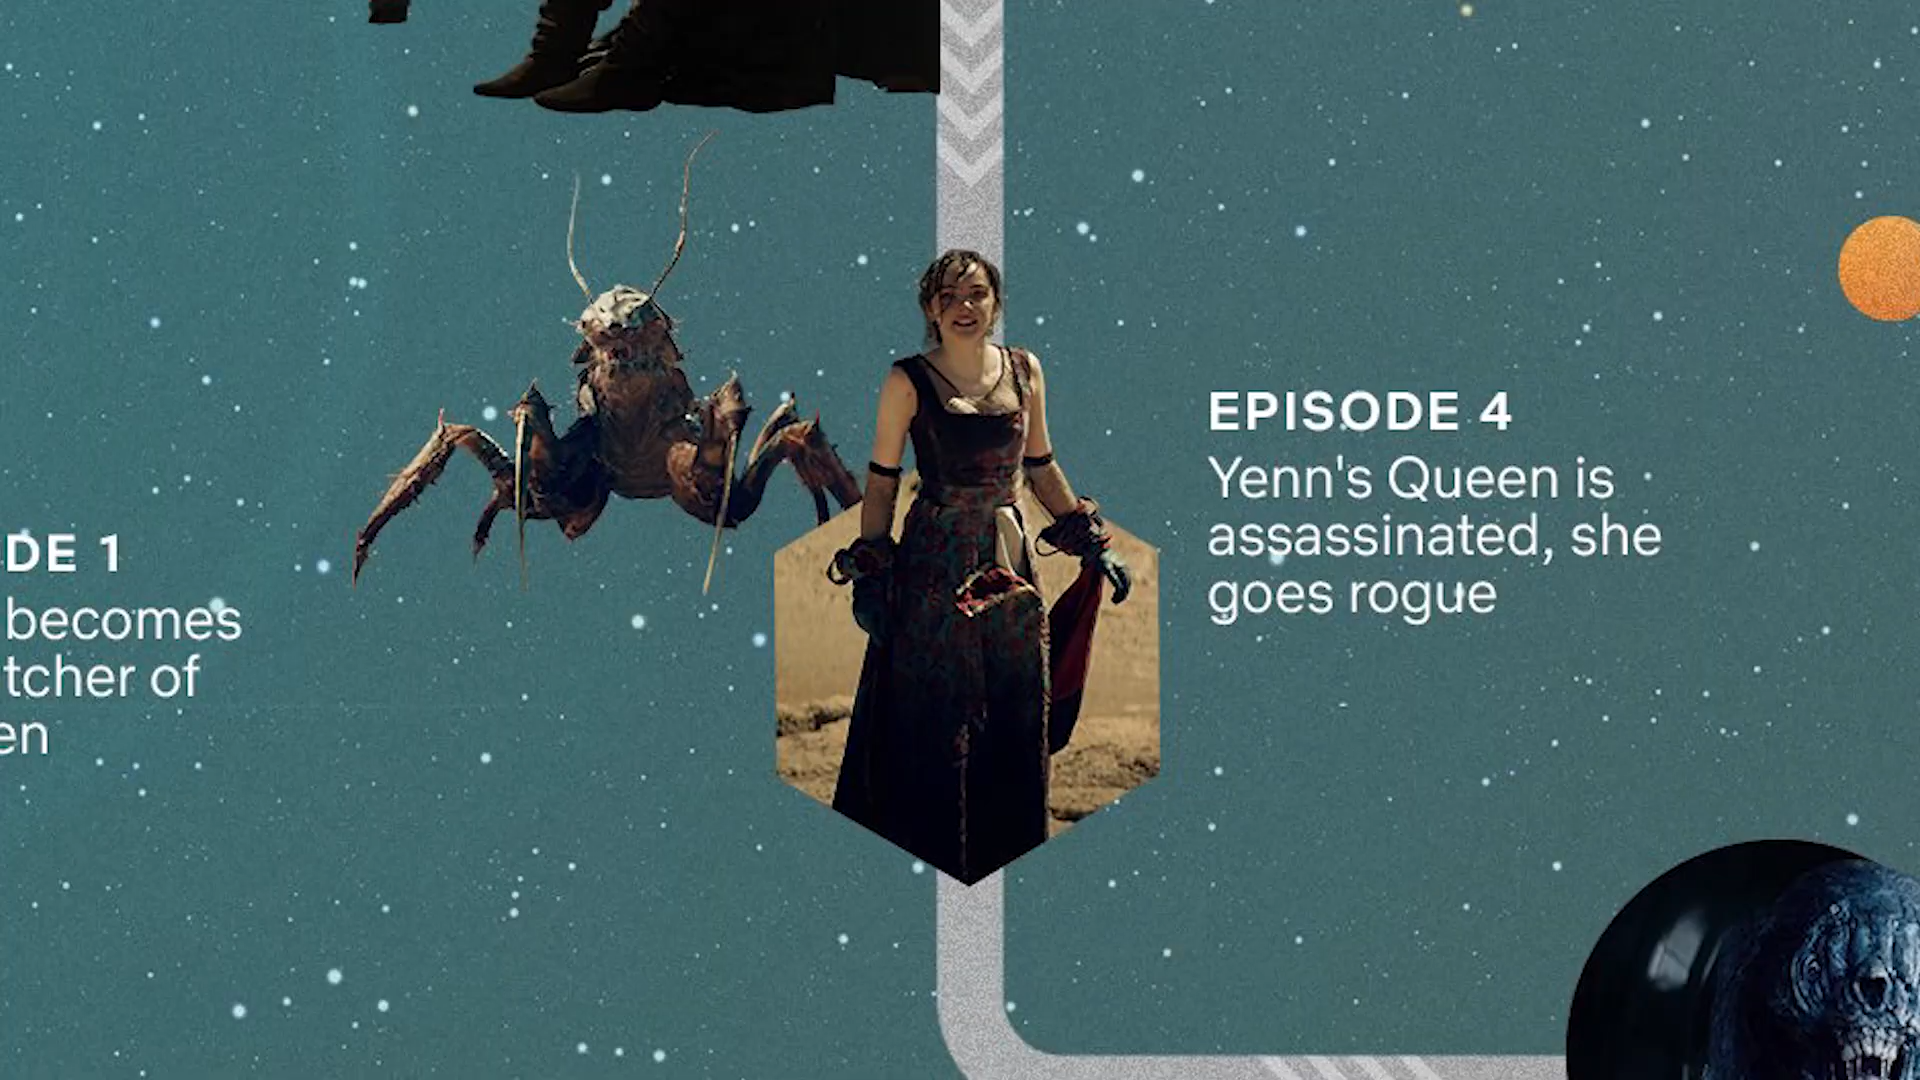 DE 1
becomes
tcher of
en
EPISODE 4
Yenn's Queen is
assassinated, she
goes rogue